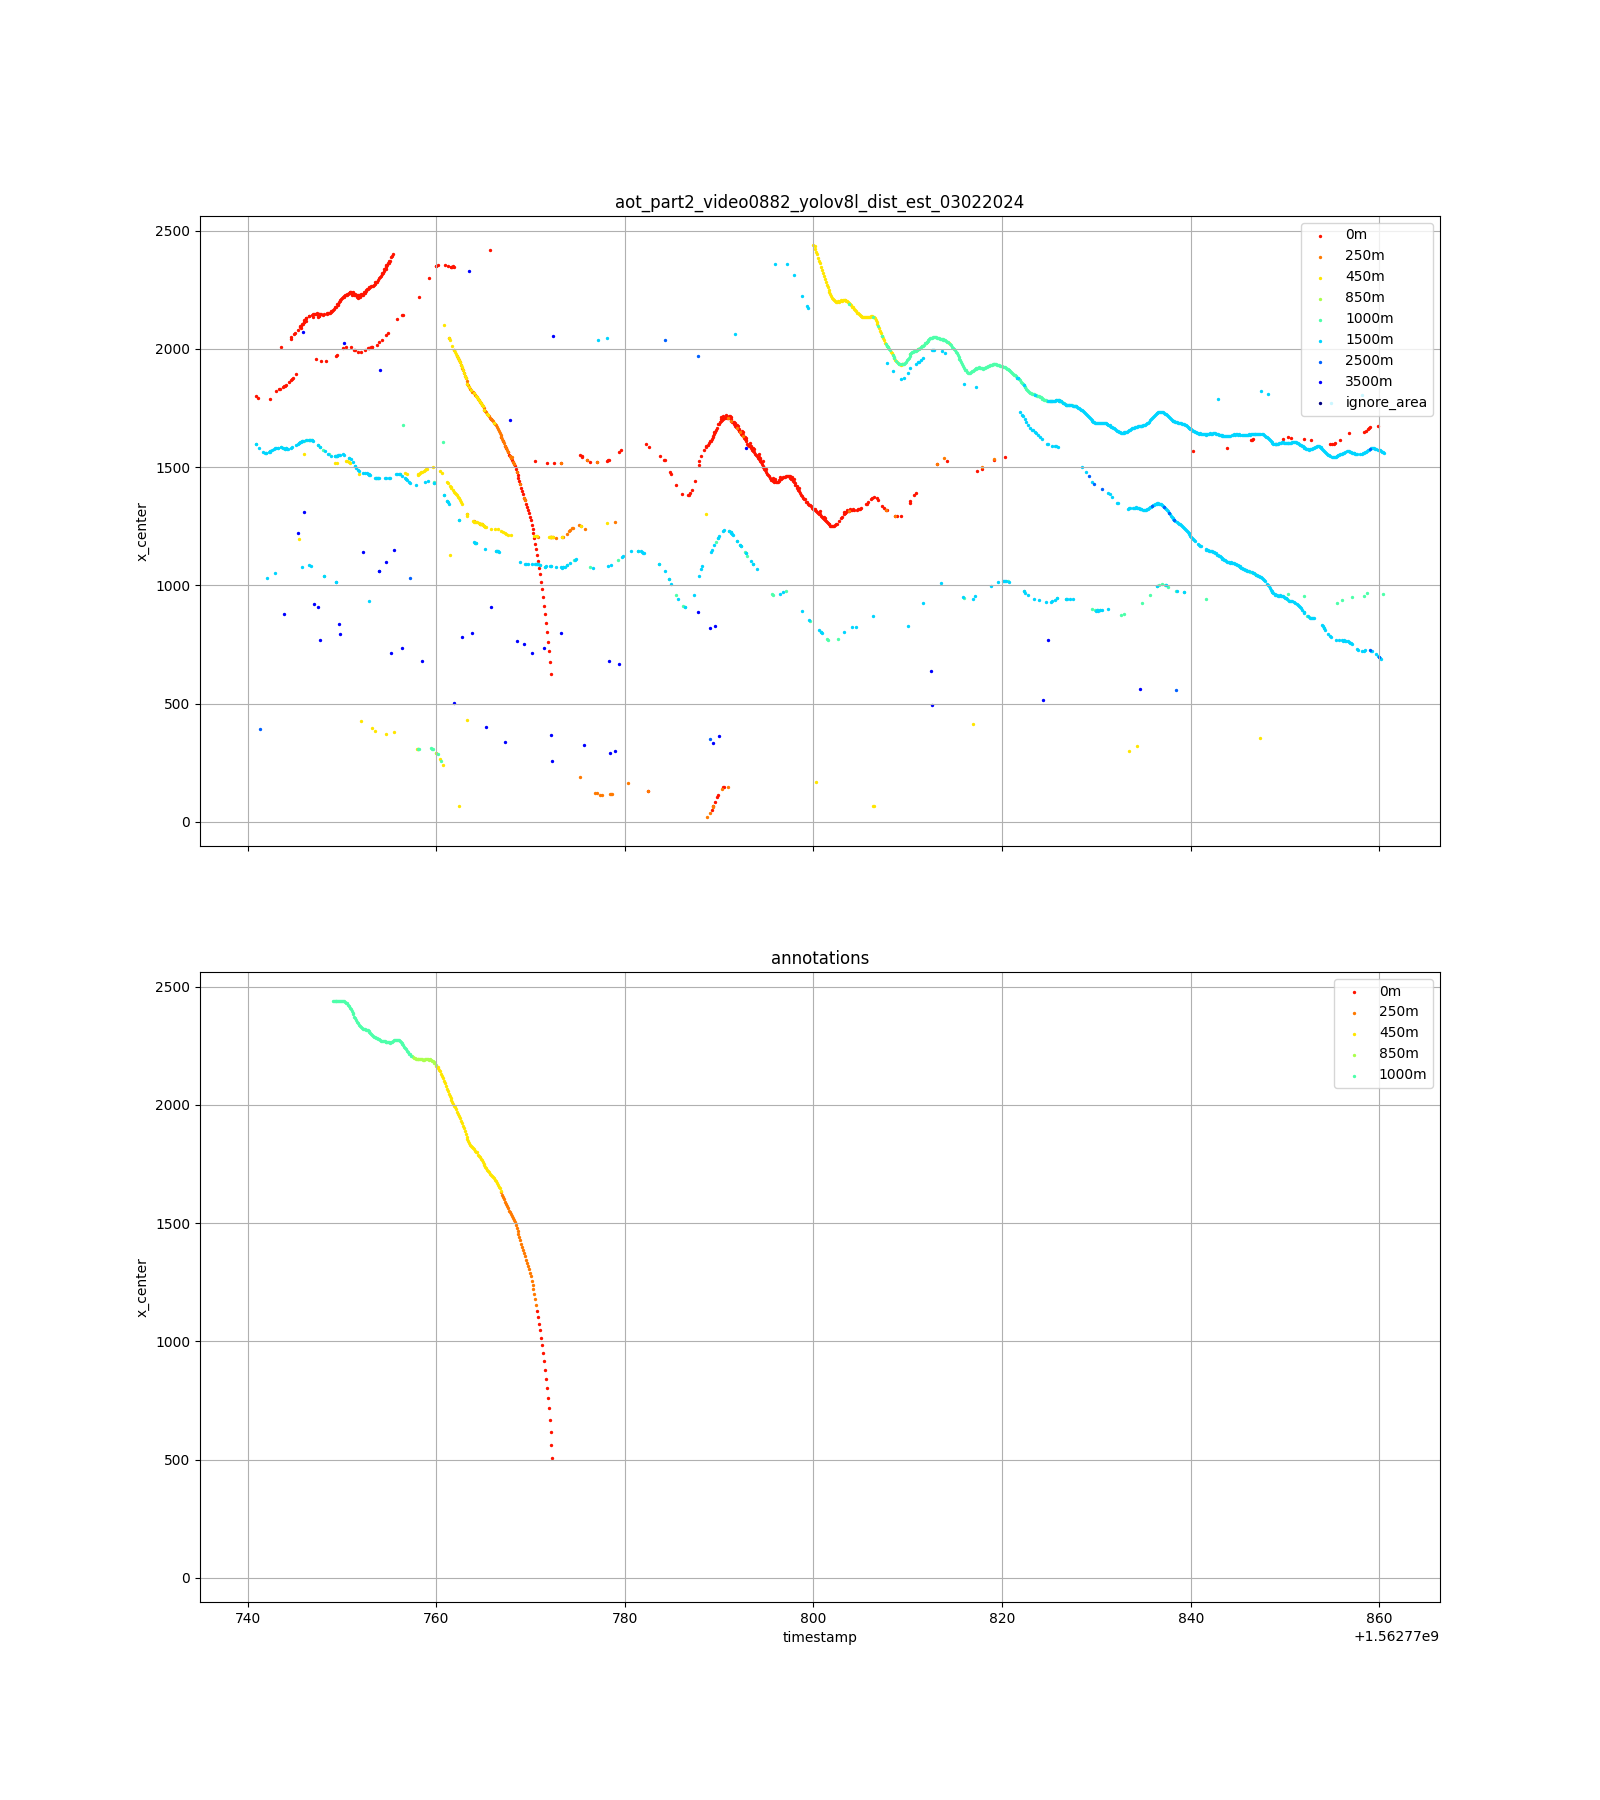 aot_part2_video0882_yolov8l_dist_est_03022024
2500
2000
1500
1000
500
0
x_center
0m
250m
450m
850m
1000m
1500m
2500m
3500m
ignore_area
annotations
2500
2000
1500
1000
500
0
x_center
0m
250m
450m
850m
1000m
740 760 780 800 820 840 860
timestamp
+1.56277e9